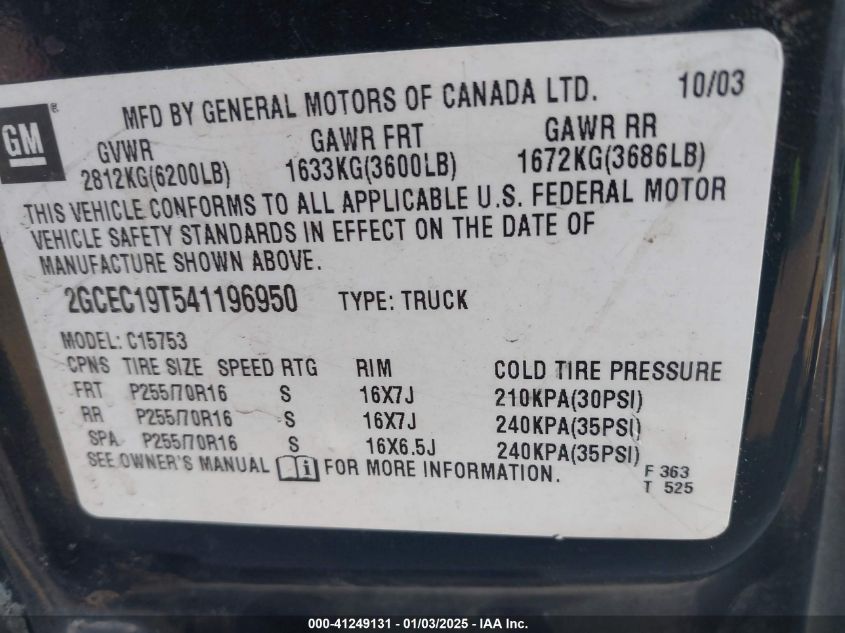 MFD BY GENERAL MOTORS OF CANADA LTD. 10/03
GM®
GVWR GAWR FRT GAWR RR
2812KG(6200LB) 1633KG(3600LB) 1672KG(3686LB)
THIS VEHICLE CONFORMS TO ALL APPLICABLE U.S. FEDERAL MOTOR
VEHICLE SAFETY STANDARDS IN EFFECT ON THE DATE OF
MANUFACTURE SHOWN ABOVE.
2GCEC19T541196950 TYPE: TRUCK
MODEL: C15753
CPNS TIRE SIZE SPEED RTG RIM COLD TIRE PRESSURE
FRT P255/70R16 S 16X7J 210KPA(30PSI)
RR P255/70R16 S 16X7J 240KPA(35PSI)
SPA P255/70R16 S 16X6.5J 240KPA(35PSI)
SEE OWNER'S MANUAL FOR MORE INFORMATION.
F 363
T 525
000-41249131 - 01/03/2025 - IAA Inc.